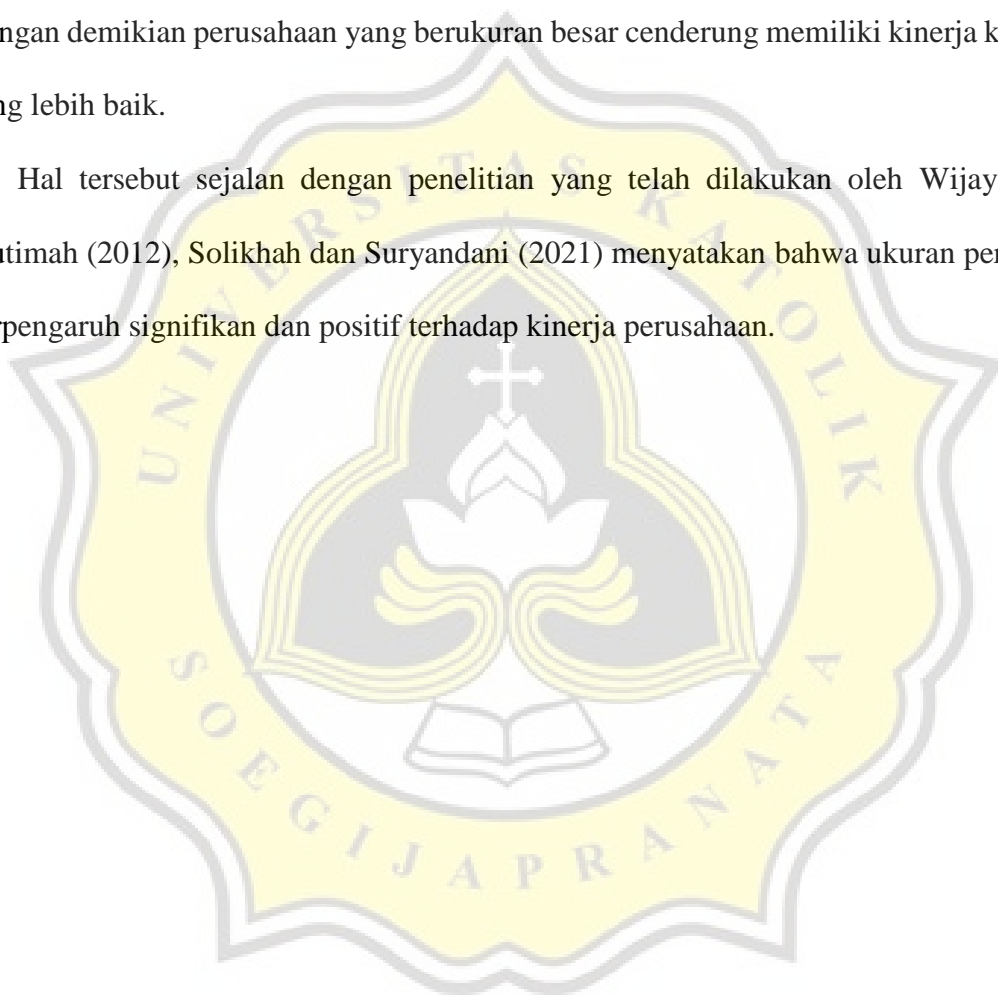 ngan demikian perusahaan yang berukuran besar cenderung memiliki kinerja k
ng lebih baik.
Hal tersebut sejalan dengan penelitian yang telah dilakukan oleh Wijay
utimah (2012), Solikhah dan Suryandani (2021) menyatakan bahwa ukuran per
rpengaruh signifikan dan positif terhadap kinerja perusahaan.
UNIVERSITAS KATOLIK
SOEGIJAPRANATA